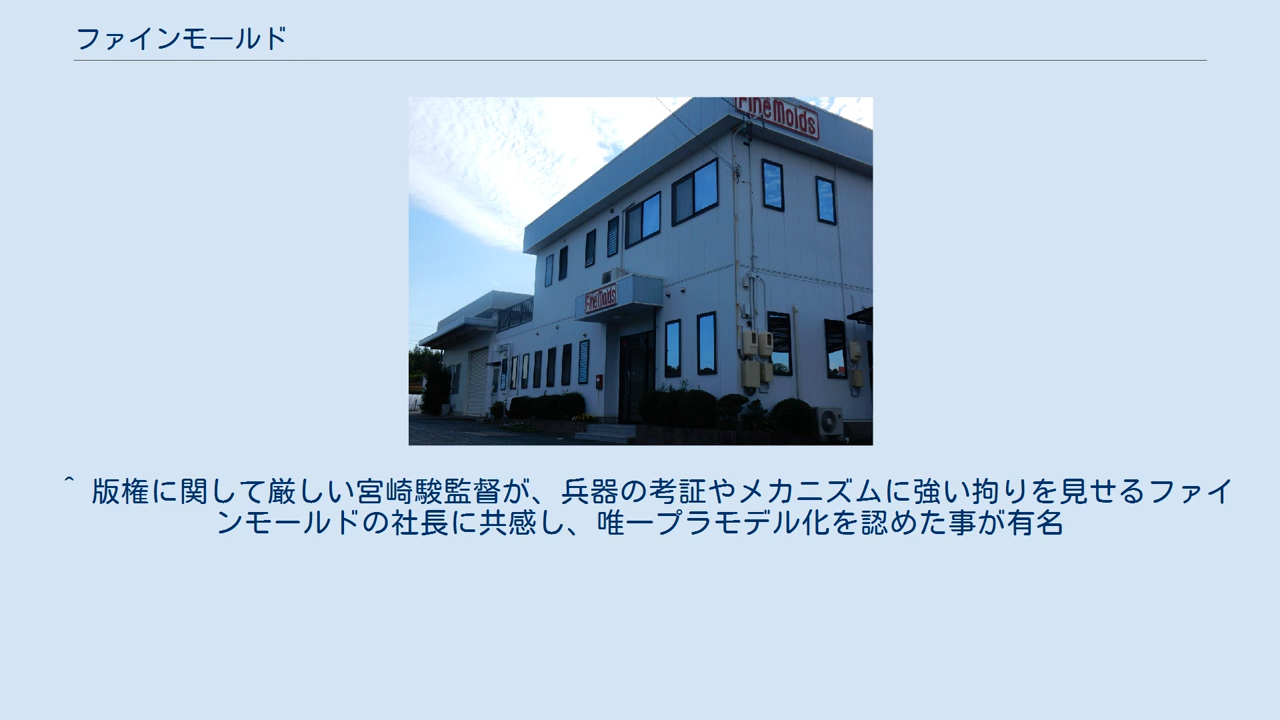 ファインモールド
FineMolds
FineMolds
^ 版権に関して厳しい宮崎駿監督が、兵器の考証やメカニズムに強い拘りを見せるファイ
ンモールドの社長に共感し、唯一プラモデル化を認めた事が有名